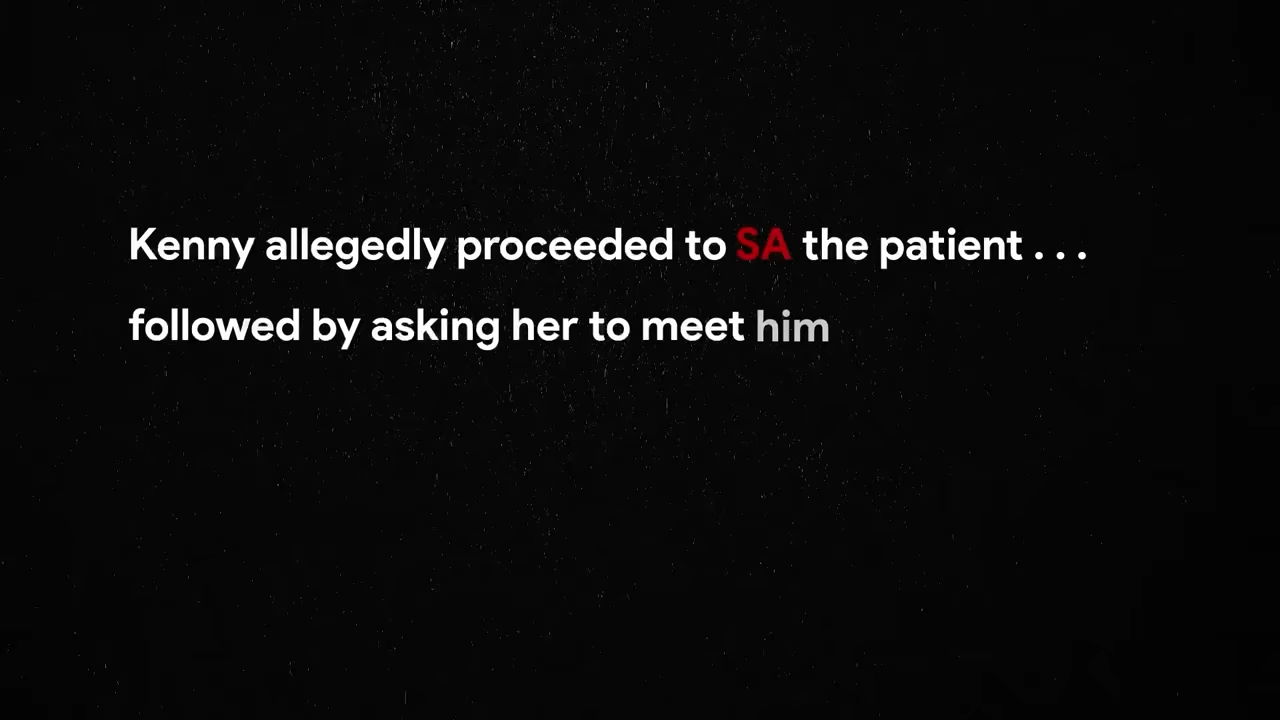 Kenny allegedly proceeded to SA the patient . . .
followed by asking her to meet him